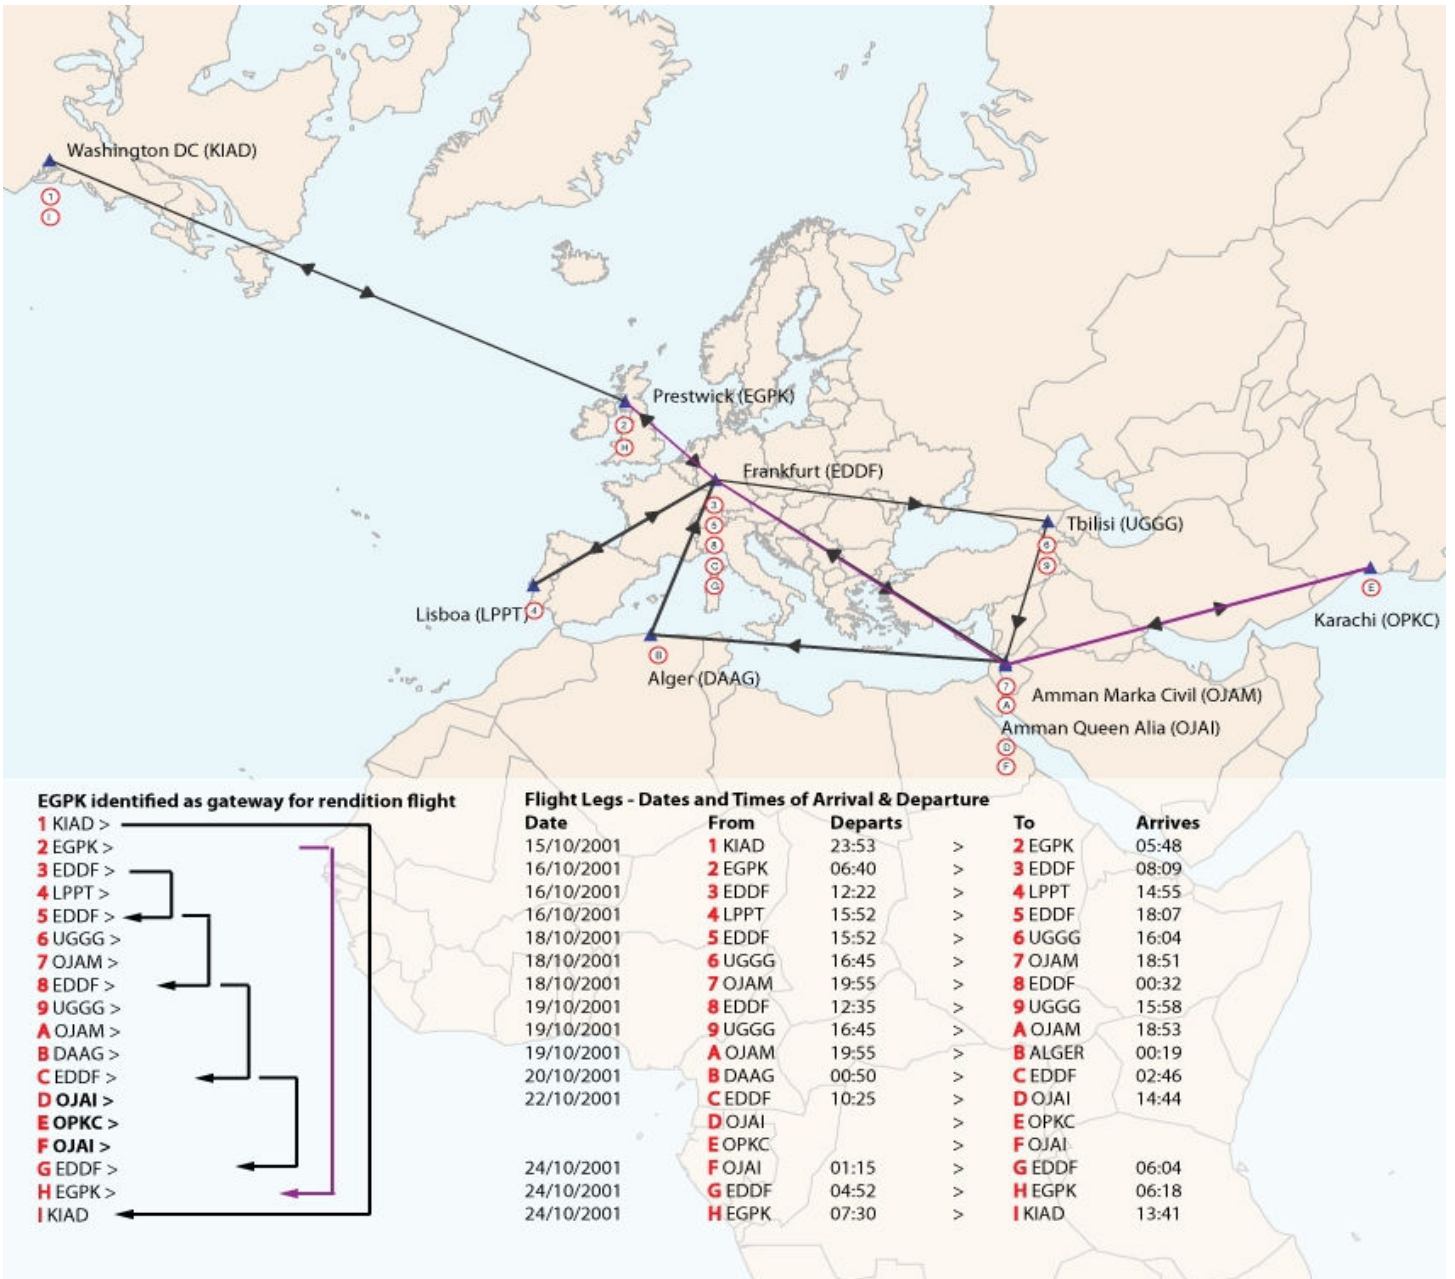 Washington DC (KIAD)
1
I
Prestwick (EGPK)
2
H
Frankfurt (EDDF)
3
5
8
C
G
Tbilisi (UGGG)
6
9
Lisboa (LPPT)
4
E
Karachi (OPKC)
B
Alger (DAAG)
7
A
Amman Marka Civil (OJAM)
Amman Queen Alia (OJAI)
D
F
EGPK identified as gateway for rendition flight
1 KIAD >
2 EGPK >
3 EDDF >
4 LPPT >
5 EDDF >
6 UGGG >
7 OJAM >
8 EDDF >
9 UGGG >
A OJAM >
B DAAG >
C EDDF >
D OJAI >
E OPKC >
F OJAI >
G EDDF >
H EGPK >
I KIAD
Flight Legs - Dates and Times of Arrival & Departure
Date From Departs To Arrives
15/10/2001 1 KIAD 23:53 > 2 EGPK 05:48
16/10/2001 2 EGPK 06:40 > 3 EDDF 08:09
16/10/2001 3 EDDF 12:22 > 4 LPPT 14:55
16/10/2001 4 LPPT 15:52 > 5 EDDF 18:07
18/10/2001 5 EDDF 15:52 > 6 UGGG 16:04
18/10/2001 6 UGGG 16:45 > 7 OJAM 18:51
18/10/2001 7 OJAM 19:55 > 8 EDDF 00:32
19/10/2001 8 EDDF 12:35 > 9 UGGG 15:58
19/10/2001 9 UGGG 16:45 > A OJAM 18:53
19/10/2001 A OJAM 19:55 > B ALGER 00:19
20/10/2001 B DAAG 00:50 > C EDDF 02:46
22/10/2001 C EDDF 10:25 > D OJAI 14:44
D OJAI > E OPKC
E OPKC > F OJAI
24/10/2001 F OJAI 01:15 > G EDDF 06:04
24/10/2001 G EDDF 04:52 > H EGPK 06:18
24/10/2001 H EGPK 07:30 > I KIAD 13:41